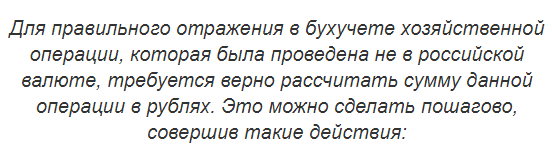 Для правильного отражения в бухучете хозяйственной
операции, которая была проведена не в российской
валюте, требуется верно рассчитать сумму данной
операции в рублях. Это можно сделать пошагово,
совершив такие действия: